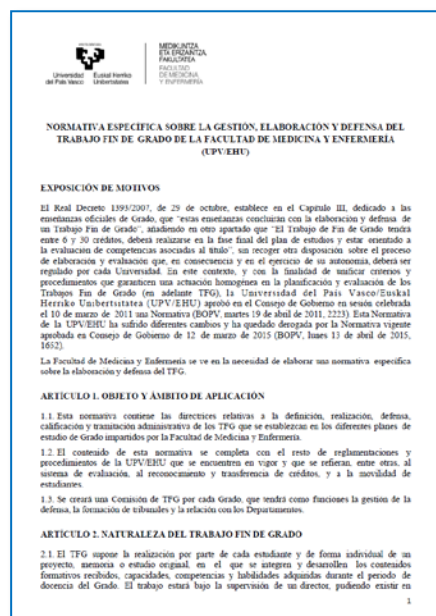 Universidad del País Vasco
Euskal Herriko Unibertsitatea
MEDIKUNTZA
ETA ERIZAINTZA
FAKULTATEA
FACULTAD
DE MEDICINA
Y ENFERMERÍA
NORMATIVA ESPECÍFICA SOBRE LA GESTIÓN, ELABORACIÓN Y DEFENSA DEL
TRABAJO FIN DE GRADO DE LA FACULTAD DE MEDICINA Y ENFERMERÍA
(UPV/EHU)
EXPOSICIÓN DE MOTIVOS
El Real Decreto 1393/2007, de 29 de octubre, establece en el Capítulo III, dedicado a las
enseñanzas oficiales de Grado, que "estas enseñanzas concluirán con la elaboración y defensa de
un Trabajo Fin de Grado", añadiendo en otro apartado que "El Trabajo de Fin de Grado tendrá
entre 6 y 30 créditos, deberá realizarse en la fase final del plan de estudios y estar orientado a
la evaluación de competencias asociadas al título", sin recoger otra disposición sobre el proceso
de elaboración y evaluación que, en consecuencia y en el ejercicio de su autonomía, deberá ser
regulado por cada Universidad. En este contexto, y con la finalidad de unificar criterios y
procedimientos que garanticen una actuación homogénea en la planificación y evaluación de los
Trabajos Fin de Grado (en adelante TFG), la Universidad del País Vasco/Euskal
Herriko Unibertsitatea (UPV/EHU) aprobó en el Consejo de Gobierno en sesión celebrada
el 10 de marzo de 2011 una Normativa (BOPV, martes 19 de abril de 2011, 2223). Esta Normativa
de la UPV/EHU ha sufrido diferentes cambios y ha quedado derogada por la Normativa vigente
aprobada en Consejo de Gobierno de 12 de marzo de 2015 (BOPV, lunes 13 de abril de 2015,
1652).
La Facultad de Medicina y Enfermería se ve en la necesidad de elaborar una normativa específica
sobre la elaboración y defensa del TFG.
ARTÍCULO 1. OBJETO Y ÁMBITO DE APLICACIÓN
1.1. Esta normativa contiene las directrices relativas a la definición, realización, defensa,
calificación y tramitación administrativa de los TFG que se establezcan en los diferentes planes de
estudio de Grado impartidos por la Facultad de Medicina y Enfermería.
1.2. El contenido de esta normativa se completa con el resto de reglamentaciones y
procedimientos de la UPV/EHU que se encuentren en vigor y que se refieran, entre otras, al
sistema de evaluación, al reconocimiento y transferencia de créditos, y a la movilidad de
estudiantes.
1.3. Se creará una Comisión de TFG por cada Grado, que tendrá como funciones la gestión de la
defensa, la formación de tribunales y la relación con los Departamentos.
ARTÍCULO 2. NATURALEZA DEL TRABAJO FIN DE GRADO
2.1. El TFG supone la realización por parte de cada estudiante y de forma individual de un
proyecto, memoria o estudio original, en el que se integren y desarrollen los contenidos
formativos recibidos, capacidades, competencias y habilidades adquiridas durante el periodo de
docencia del Grado. El trabajo estará bajo la supervisión de un director, pudiendo existir en
1